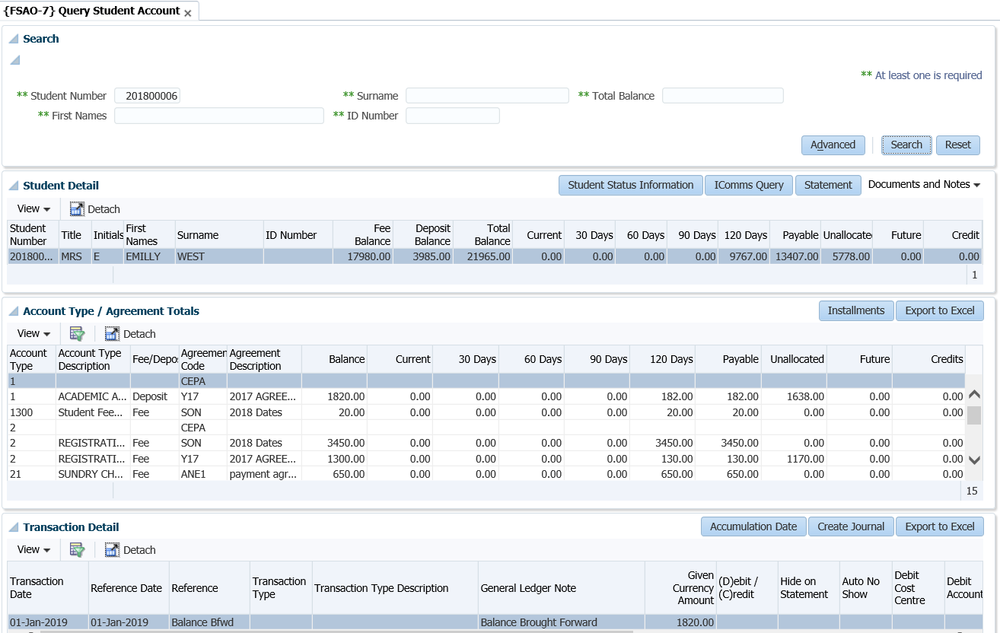 {FSAO-7} Query Student Account
Search
** At least one is required
** Student Number 201800006 ** Surname ** Total Balance
** First Names ** ID Number
Advanced Search Reset
Student Detail Student Status Information IComms Query Statement Documents and Notes
View Detach
Student Number Title Initials First Names Surname ID Number Fee Balance Deposit Balance Total Balance Current 30 Days 60 Days 90 Days 120 Days Payable Unallocate Future Credit
201800... MRS E EMILLY WEST 17980.00 3985.00 21965.00 0.00 0.00 0.00 0.00 9767.00 13407.00 5778.00 0.00 0.00
1
Account Type / Agreement Totals Installments Export to Excel
View Detach
Account Type Account Type Description Fee/Depo Agreemen Code Agreement Description Balance Current 30 Days 60 Days 90 Days 120 Days Payable Unallocated Future Credits
1 CEPA
1 ACADEMIC A... Deposit Y17 2017 AGREE... 1820.00 0.00 0.00 0.00 0.00 182.00 182.00 1638.00 0.00 0.00
1300 Student Fee... Fee SON 2018 Dates 20.00 0.00 0.00 0.00 0.00 20.00 20.00 0.00 0.00 0.00
2 CEPA
2 REGISTRATI... Fee SON 2018 Dates 3450.00 0.00 0.00 0.00 0.00 3450.00 3450.00 0.00 0.00 0.00
2 REGISTRATI... Fee Y17 2017 AGREE... 1300.00 0.00 0.00 0.00 0.00 130.00 130.00 1170.00 0.00 0.00
21 SUNDRY CH... Fee ANE1 payment agr... 650.00 0.00 0.00 0.00 0.00 650.00 650.00 0.00 0.00 0.00
15
Transaction Detail Accumulation Date Create Journal Export to Excel
View Detach
Transaction Date Reference Date Reference Transaction Type Transaction Type Description General Ledger Note Given Currency Amount (D)ebit / (C)redit Hide on Statement Auto No Show Debit Cost Centre Debit Account
01-Jan-2019 01-Jan-2019 Balance Bfwd Balance Brought Forward 1820.00